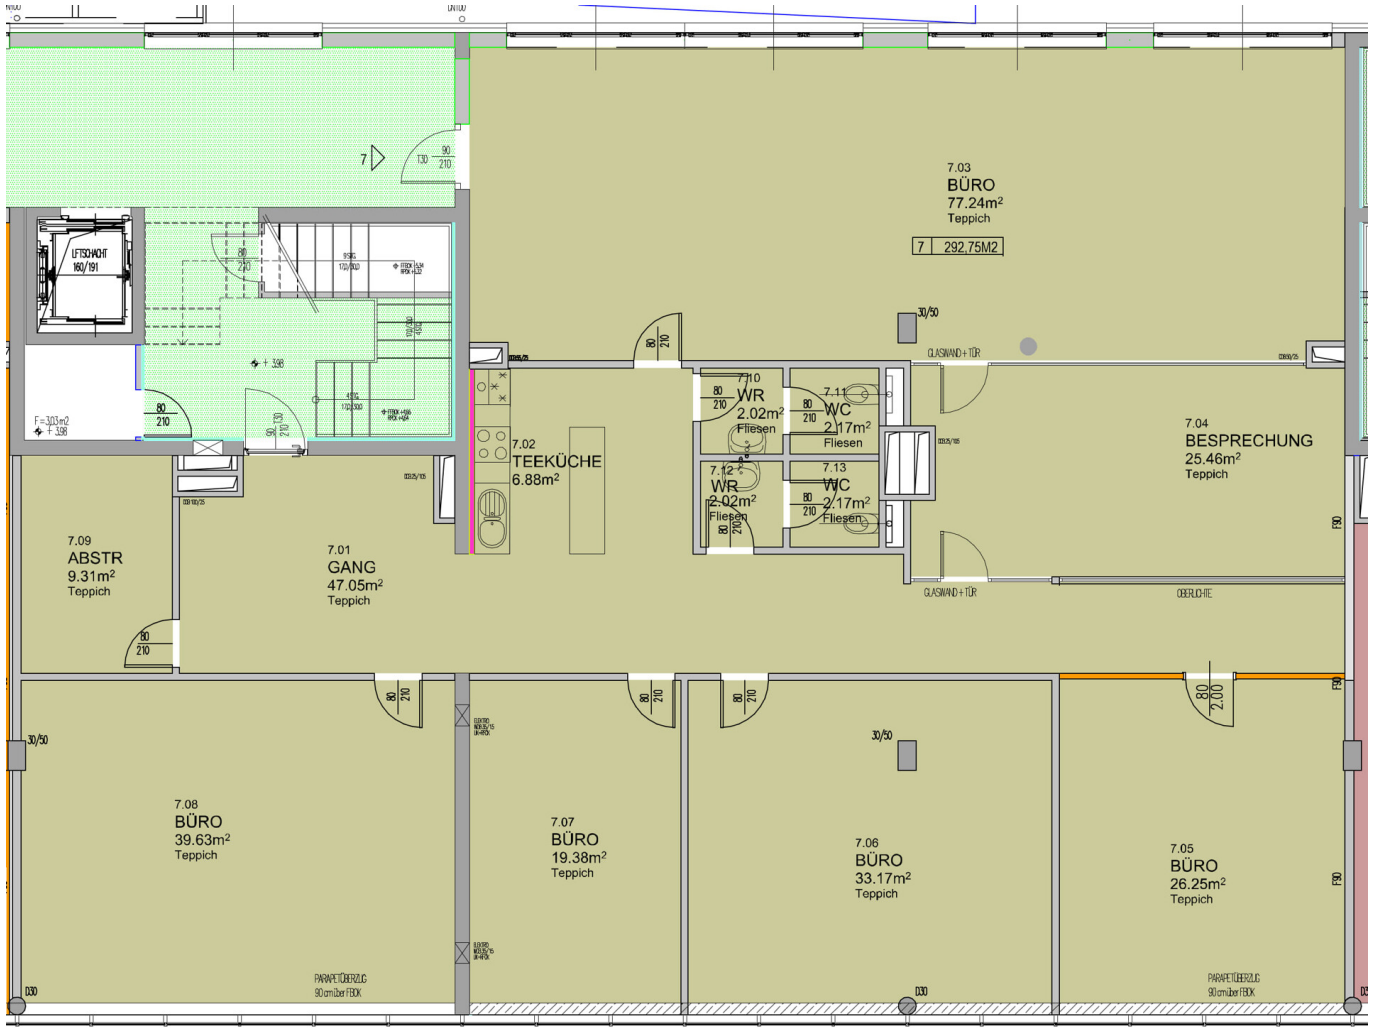 7
T30
90
210
7.03
BÜRO
77.24m²
Teppich
7 292,75M2
LIFTSCHACHT
160/191
80
210
30/50
80
210
GLASWAND + TÜR
80
210
90
210
T30
F=3,03m2
+ 3,98
+ 3,98
7.02
TEEKÜCHE
6.88m²
7.10
WR
2.02m²
Fliesen
80
210
7.11
WC
2.17m²
Fliesen
80
210
7.12
WR
2.02m²
Fliesen
80
210
7.13
WC
2.17m²
Fliesen
80
210
7.04
BESPRECHUNG
25.46m²
Teppich
F90
7.09
ABSTR
9.31m²
Teppich
7.01
GANG
47.05m²
Teppich
GLASWAND + TÜR
OBERLICHTE
80
210
80
210
80
210
80
210
80
2.00
F90
30/50
30/50
7.08
BÜRO
39.63m²
Teppich
7.07
BÜRO
19.38m²
Teppich
7.06
BÜRO
33.17m²
Teppich
7.05
BÜRO
26.25m²
Teppich
F90
PARAPETÜBERZUG
90 cm über FBOK
PARAPETÜBERZUG
90 cm über FBOK
D30
D30